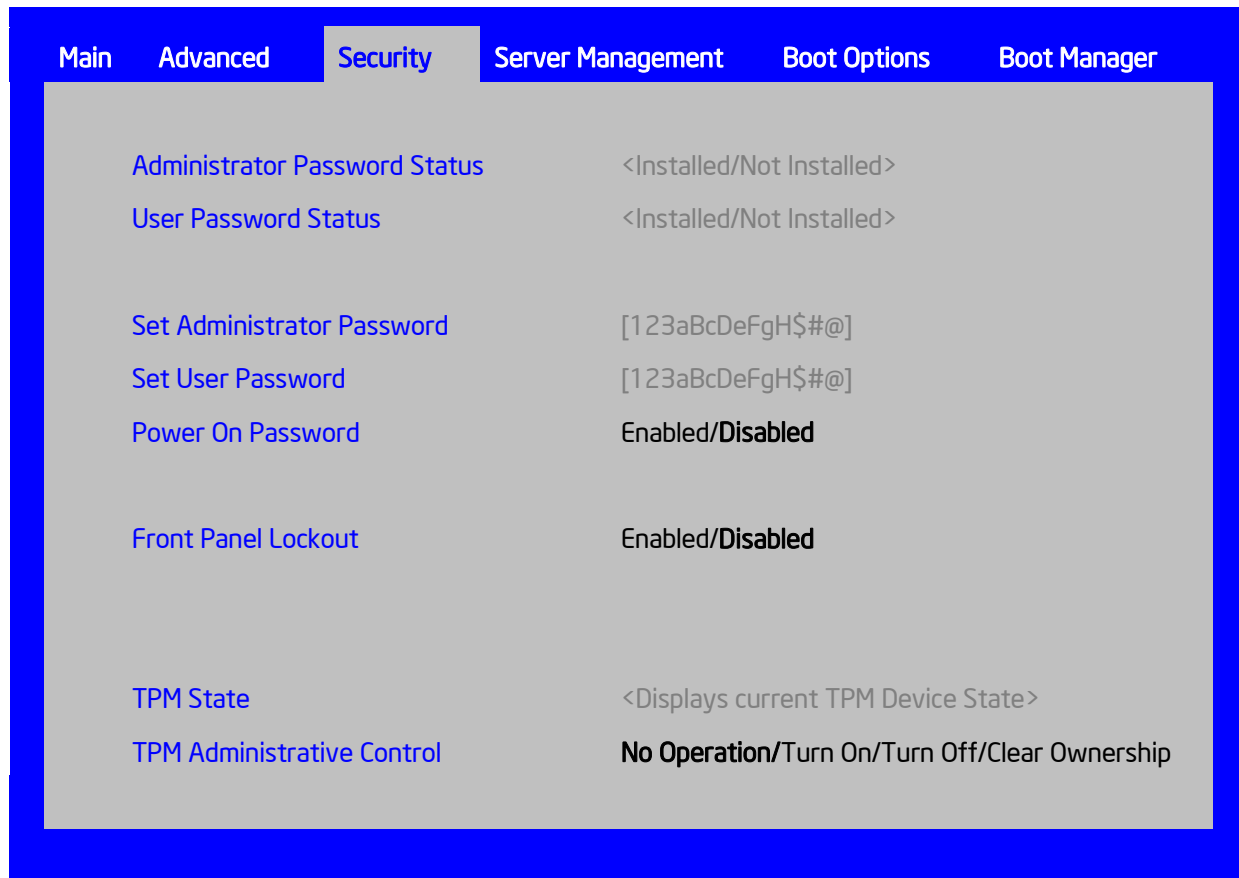 Main Advanced Security Server Management Boot Options Boot Manager
Administrator Password Status <Installed/Not Installed>
User Password Status <Installed/Not Installed>
Set Administrator Password [123aBcDeFgH$#@]
Set User Password [123aBcDeFgH$#@]
Power On Password Enabled/Disabled
Front Panel Lockout Enabled/Disabled
TPM State <Displays current TPM Device State>
TPM Administrative Control No Operation/Turn On/Turn Off/Clear Ownership